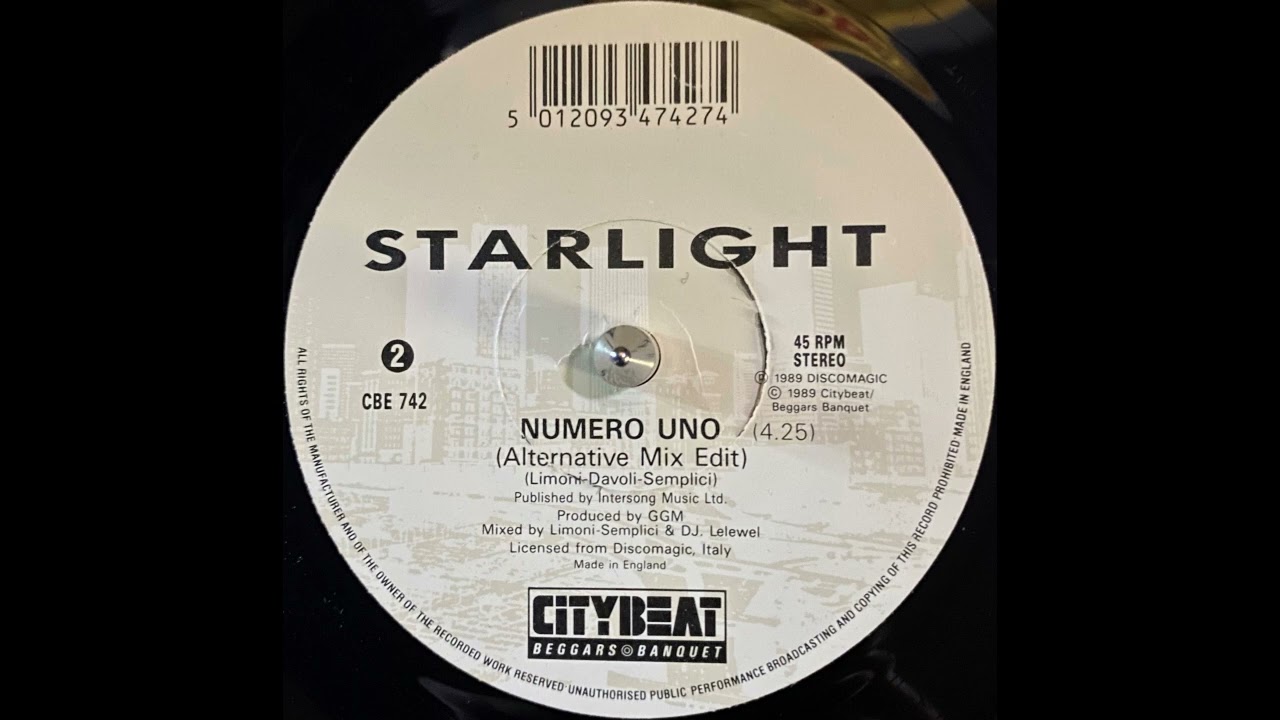 5 012093 474274
STARLIGHT
2
CBE 742
45 RPM
STEREO
Ⓟ 1989 DISCOMAGIC
© 1989 Citybeat/
Beggars Banquet
NUMERO UNO (4.25)
(Alternative Mix Edit)
(Limoni-Davoli-Semplici)
Published by Intersong Music Ltd.
Produced by GGM
Mixed by Limoni-Semplici & DJ. Lelewel
Licensed from Discomagic, Italy
Made in England
CITYBEAT
BEGGARS BANQUET
ALL RIGHTS OF THE MANUFACTURER AND OF THE OWNER OF THE RECORDED WORK RESERVED·UNAUTHORISED PUBLIC PERFORMANCE BROADCASTING AND COPYING OF THIS RECORD PROHIBITED·MADE IN ENGLAND